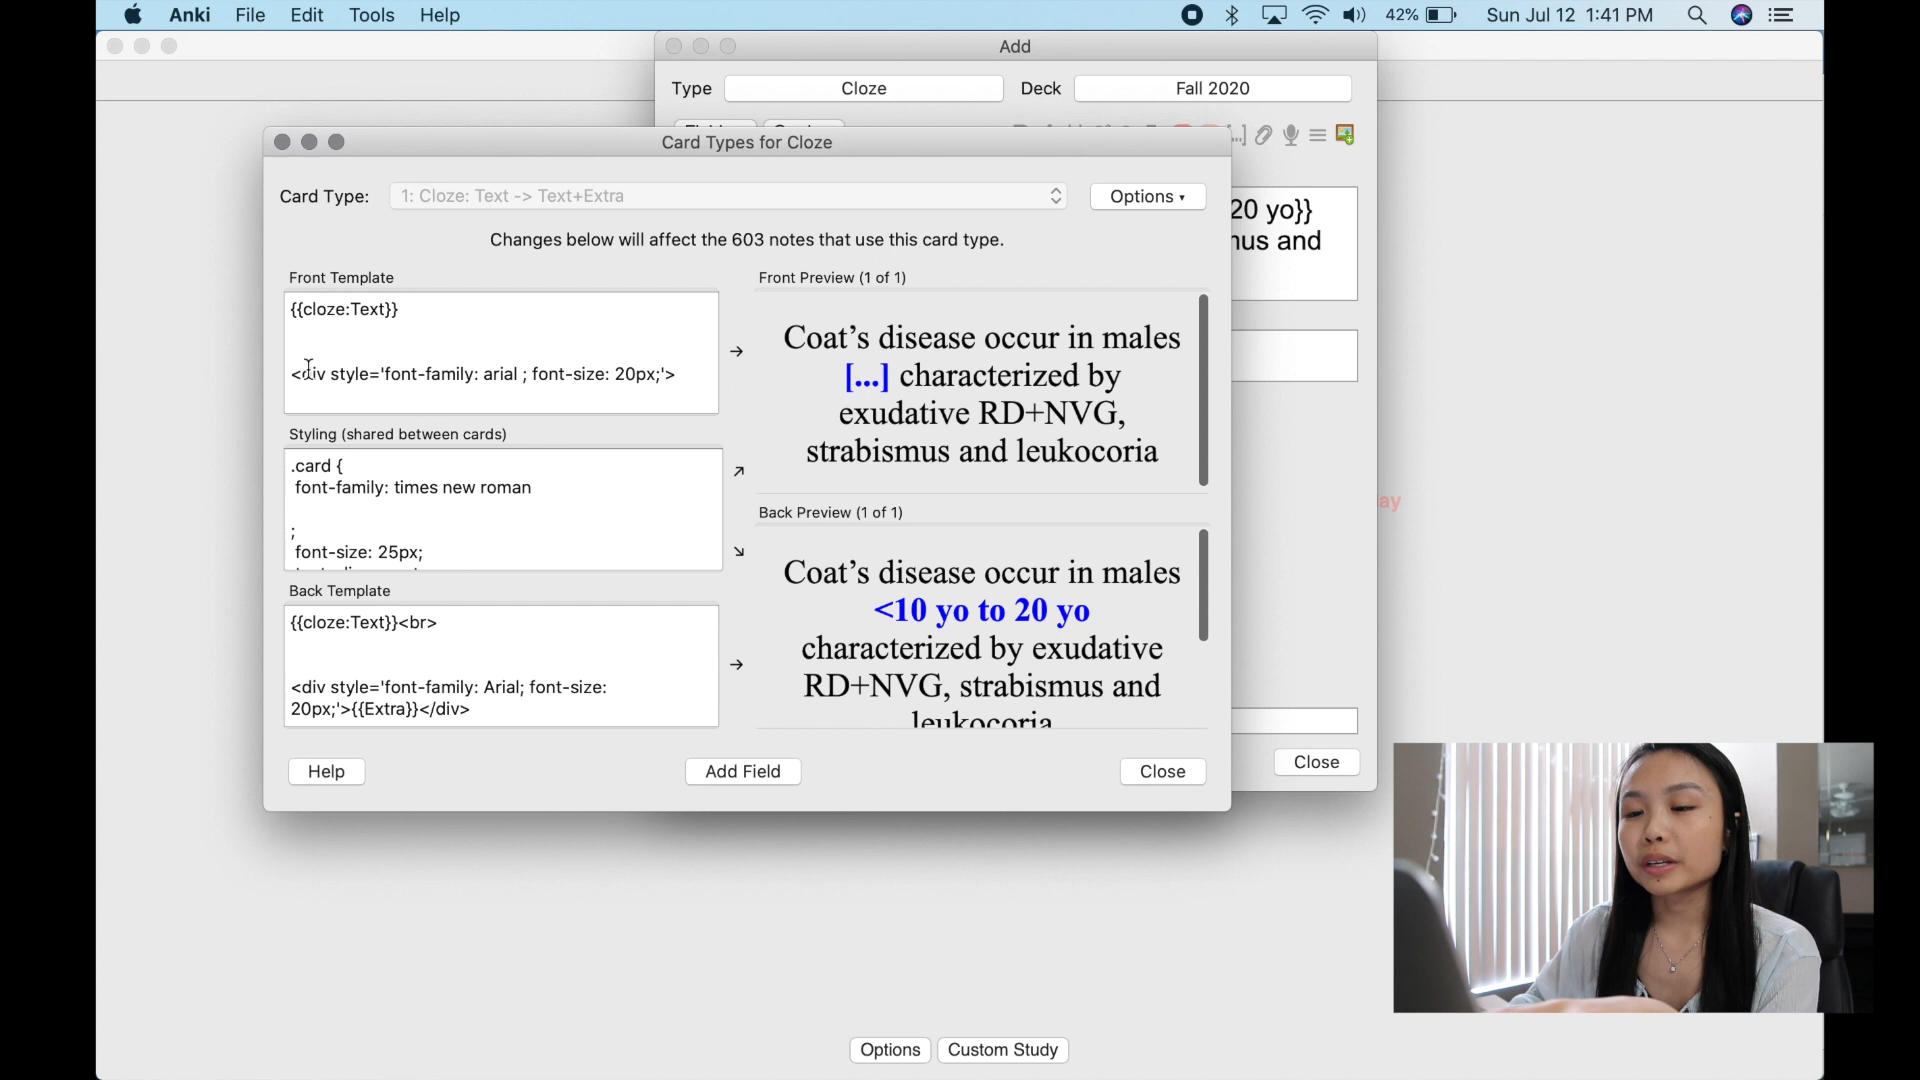 Anki File Edit Tools Help 42% Sun Jul 12 1:41 PM
Add
Type Cloze Deck Fall 2020
Card Types for Cloze
Card Type: 1: Cloze: Text -> Text+Extra Options
Changes below will affect the 603 notes that use this card type.
Front Template
{{cloze:Text}}
<div style='font-family: arial ; font-size: 20px;'>
Styling (shared between cards)
.card {
font-family: times new roman
;
font-size: 25px;
Back Template
{{cloze:Text}}<br>
<div style='font-family: Arial; font-size:
20px;'>{{Extra}}</div>
Front Preview (1 of 1)
Coat’s disease occur in males
[...] characterized by
exudative RD+NVG,
strabismus and leukocoria
Back Preview (1 of 1)
Coat’s disease occur in males
<10 yo to 20 yo
characterized by exudative
RD+NVG, strabismus and
leukocoria
Help Add Field Close
20 yo}}
nus and
ay
Close
Options Custom Study